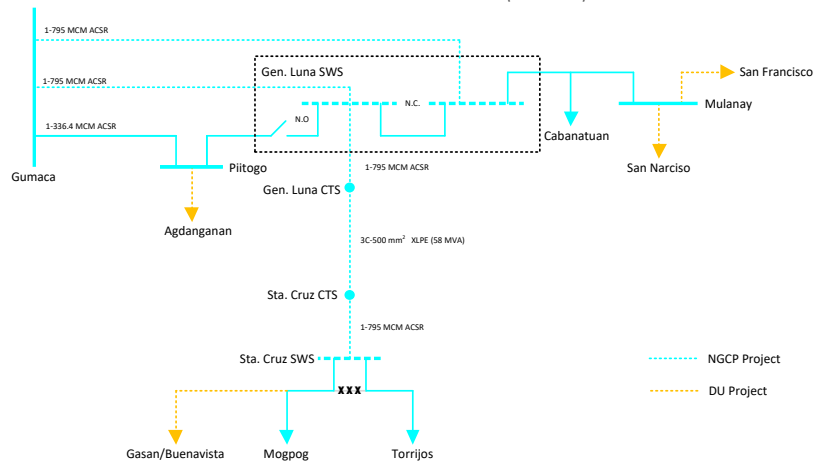 1-795 MCM ACSR
Gen. Luna SWS
San Francisco
1-795 MCM ACSR
N.C.
Mulanay
N.O
Cabanatuan
1-336.4 MCM ACSR
Gumaca
Piitogo
1-795 MCM ACSR
San Narciso
Gen. Luna CTS
Agdanganan
3C-500 mm² XLPE (58 MVA)
Sta. Cruz CTS
1-795 MCM ACSR
Sta. Cruz SWS
NGCP Project
X X X
DU Project
Gasan/Buenavista
Mogpog
Torrijos